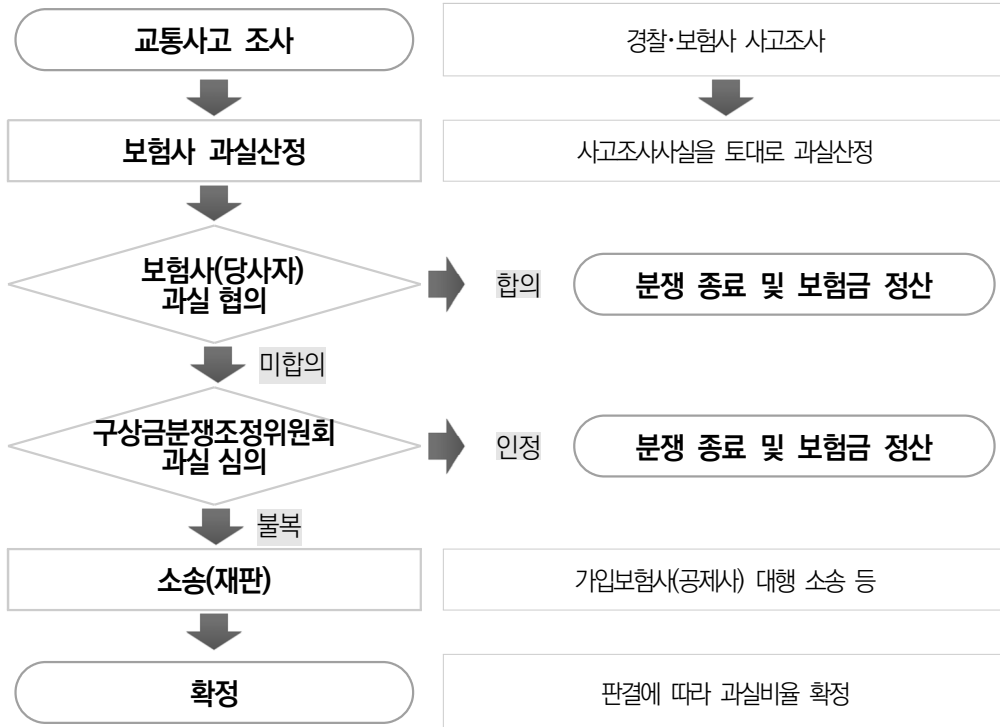 교통사고 조사
경찰·보험사 사고조사
보험사 과실산정
사고조사사실을 토대로 과실산정
보험사(당사자)
과실 협의
합의
분쟁 종료 및 보험금 정산
미합의
구상금분쟁조정위원회
과실 심의
인정
분쟁 종료 및 보험금 정산
불복
소송(재판)
가입보험사(공제사) 대행 소송 등
확정
판결에 따라 과실비율 확정